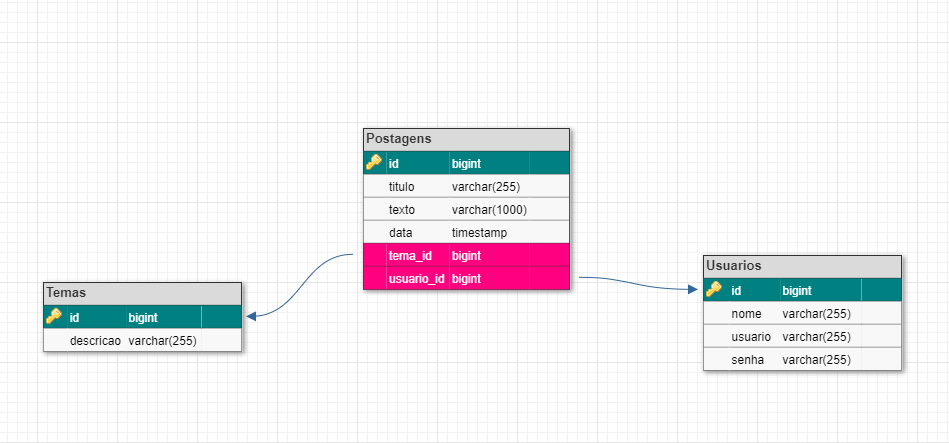 Postagens
id bigint
titulo varchar(255)
texto varchar(1000)
data timestamp
tema_id bigint
usuario_id bigint
Temas
id bigint
descricao varchar(255)
Usuarios
id bigint
nome varchar(255)
usuario varchar(255)
senha varchar(255)